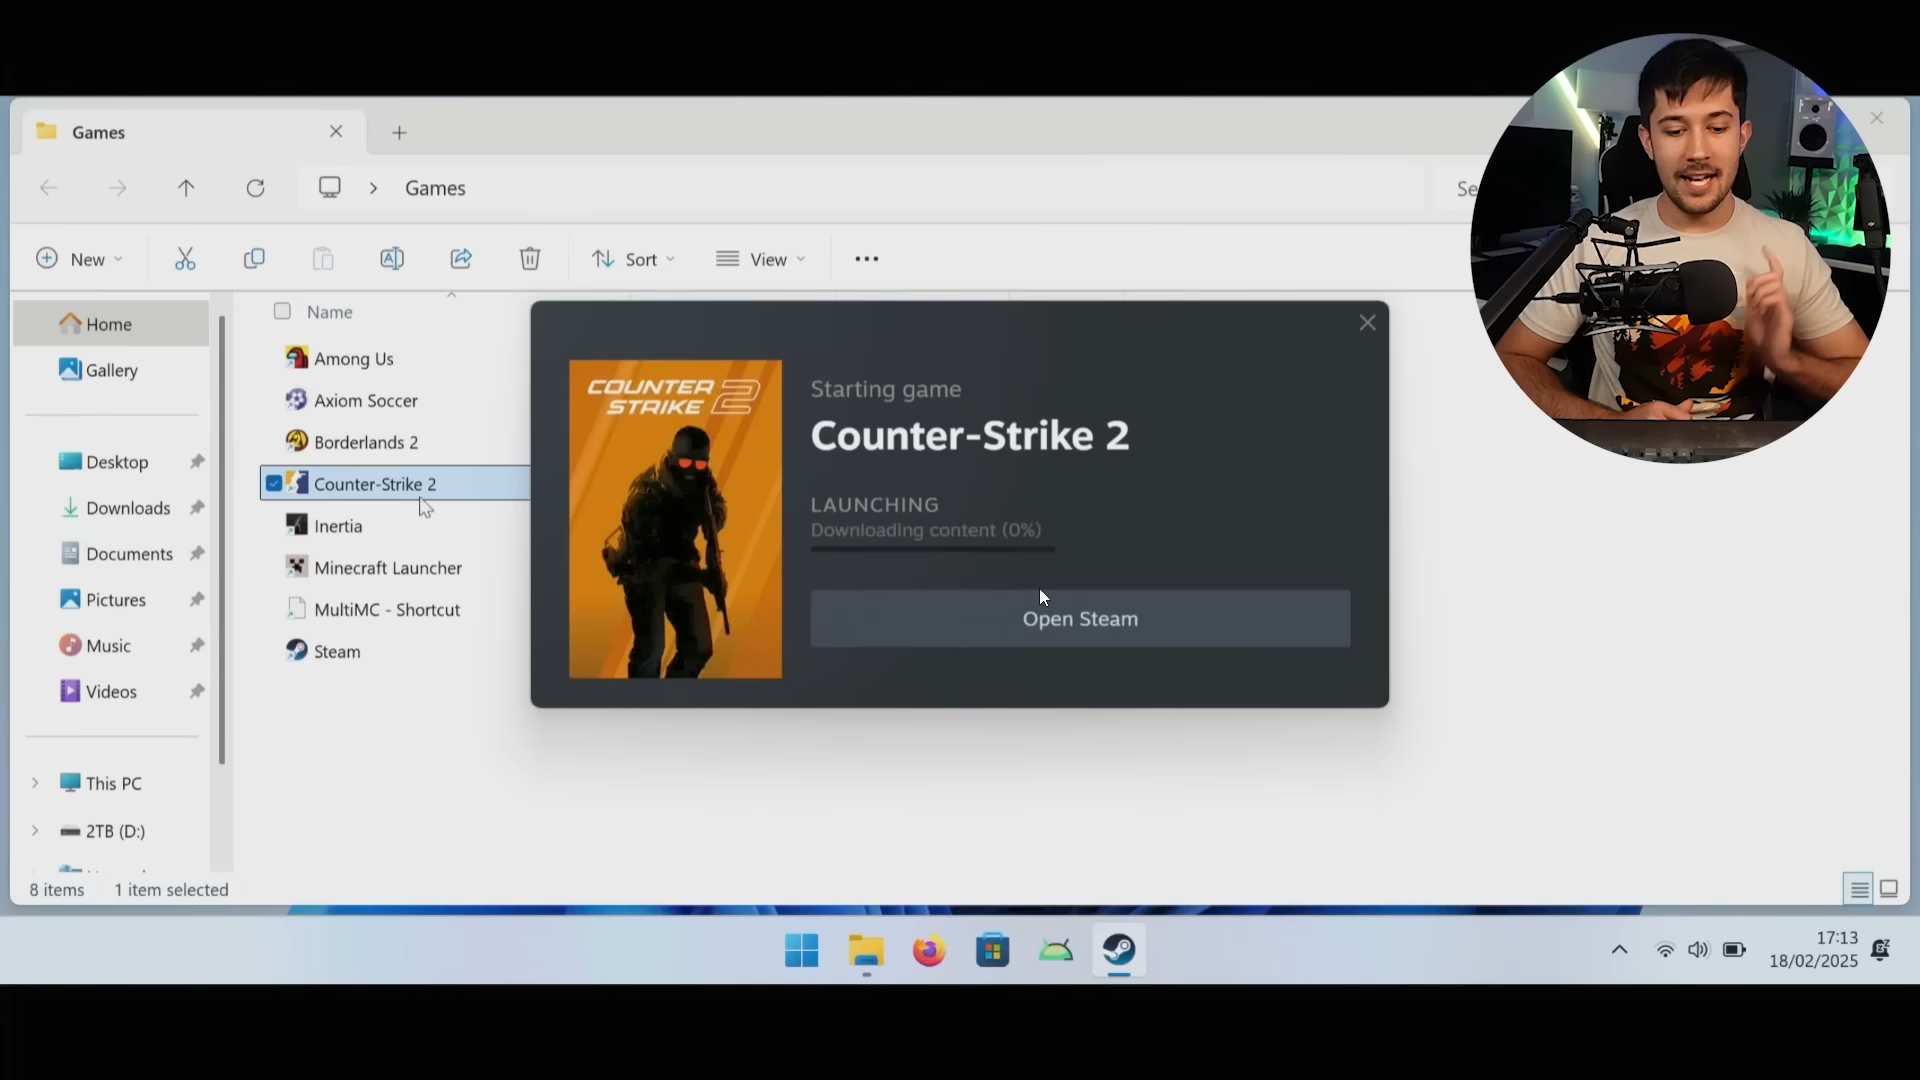 Games
Games
Se
New
Sort
View
Name
Home
Gallery
Desktop
Downloads
Documents
Pictures
Music
Videos
This PC
2TB (D:)
Among Us
Axiom Soccer
Borderlands 2
Counter-Strike 2
Inertia
Minecraft Launcher
MultiMC - Shortcut
Steam
COUNTER
STRIKE 2
Starting game
Counter-Strike 2
LAUNCHING
Downloading content (0%)
Open Steam
8 items
1 item selected
17:13
18/02/2025